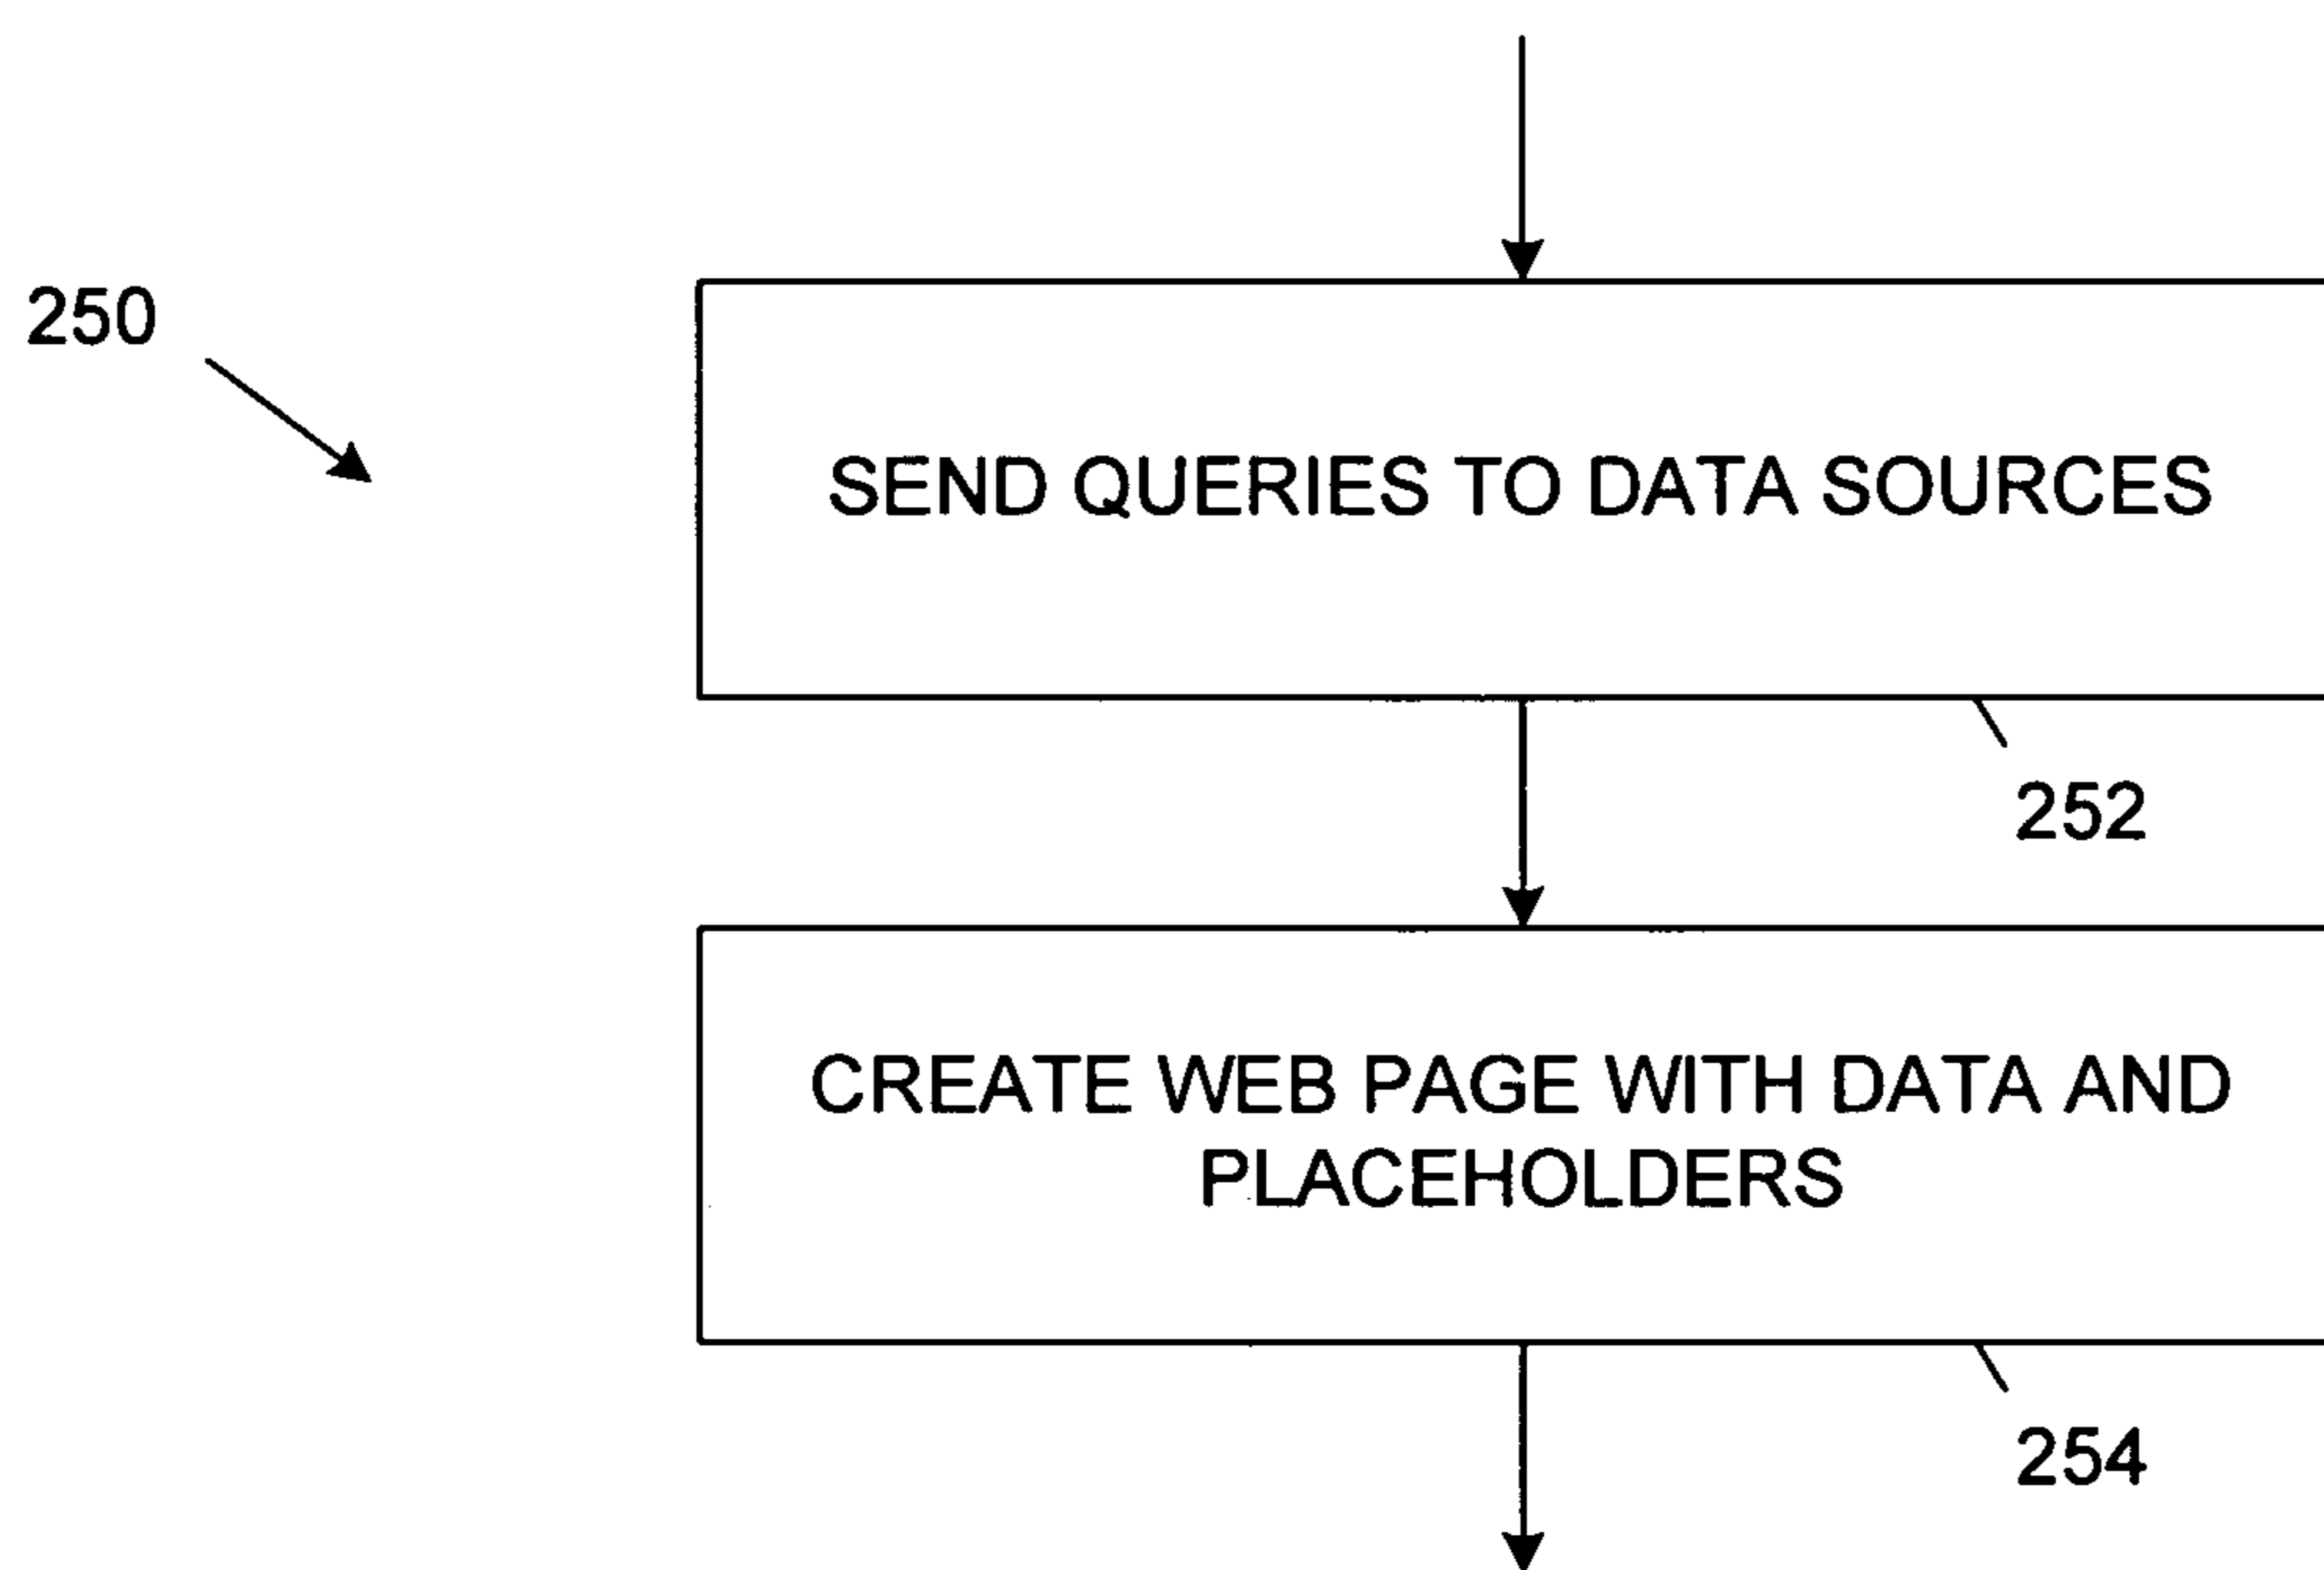 250
SEND QUERIES TO DATA SOURCES
252
CREATE WEB PAGE WITH DATA AND
PLACEHOLDERS
254